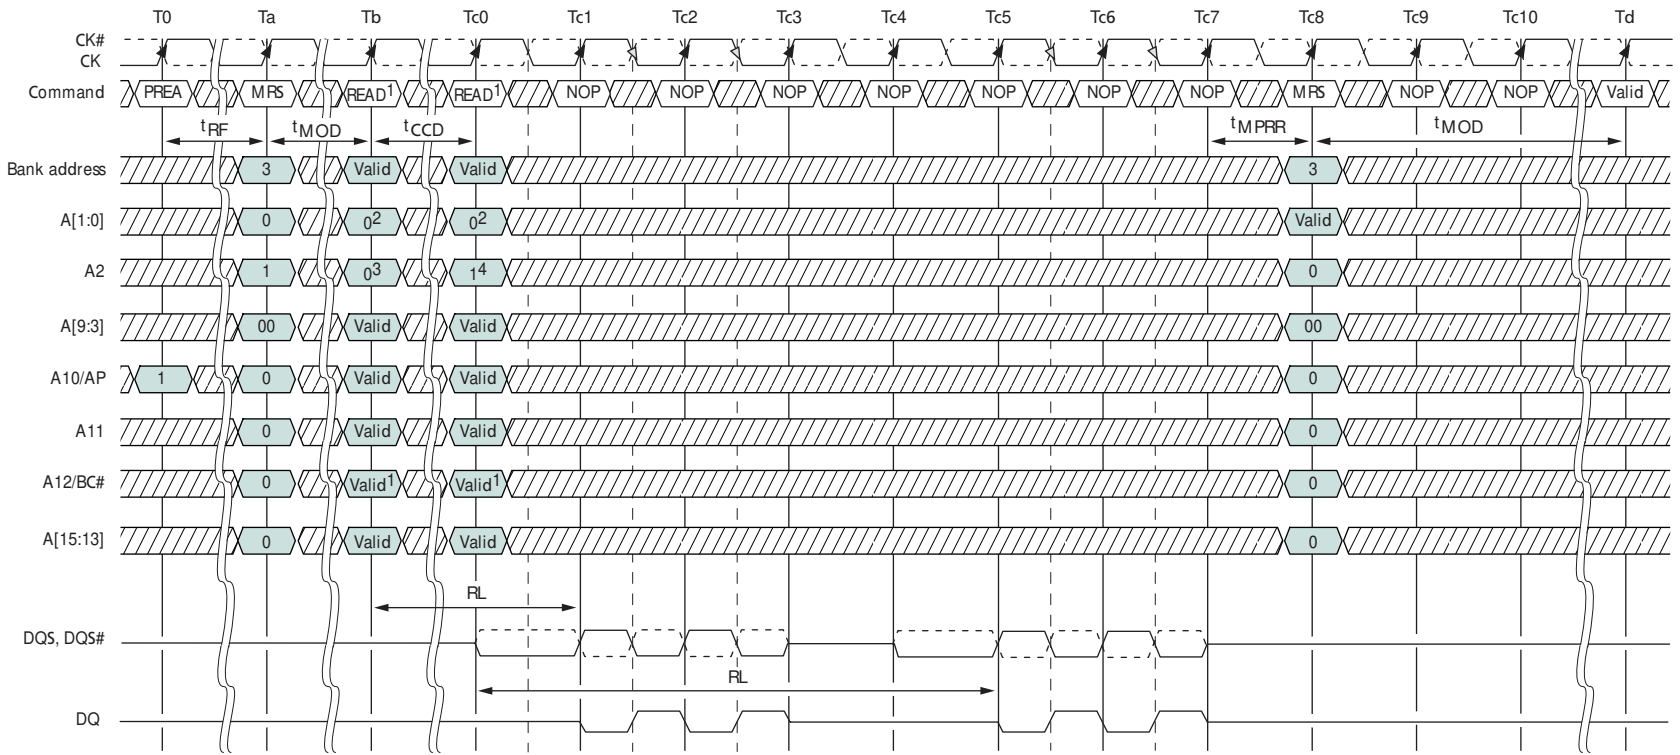 T0 Ta Tb Tc0 Tc1 Tc2 Tc3 Tc4 Tc5 Tc6 Tc7 Tc8 Tc9 Tc10 Td
CK#
CK
Command PREA MRS READ1 READ1 NOP NOP NOP NOP NOP NOP NOP MRS NOP NOP Valid
tRF tMOD tCCD tMPRR tMOD
Bank address 3 Valid Valid 3
A[1:0] 0 02 02 Valid
A2 1 03 14 0
A[9:3] 00 Valid Valid 00
A10/AP 1 0 Valid Valid 0
A11 0 Valid Valid 0
A12/BC# 0 Valid1 Valid1 0
A[15:13] 0 Valid Valid 0
RL
DQS, DQS#
RL
DQ